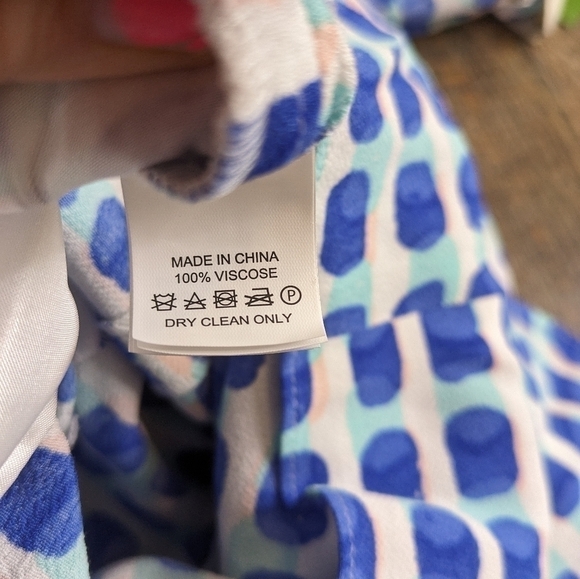 MADE IN CHINA
100% VISCOSE
P
DRY CLEAN ONLY